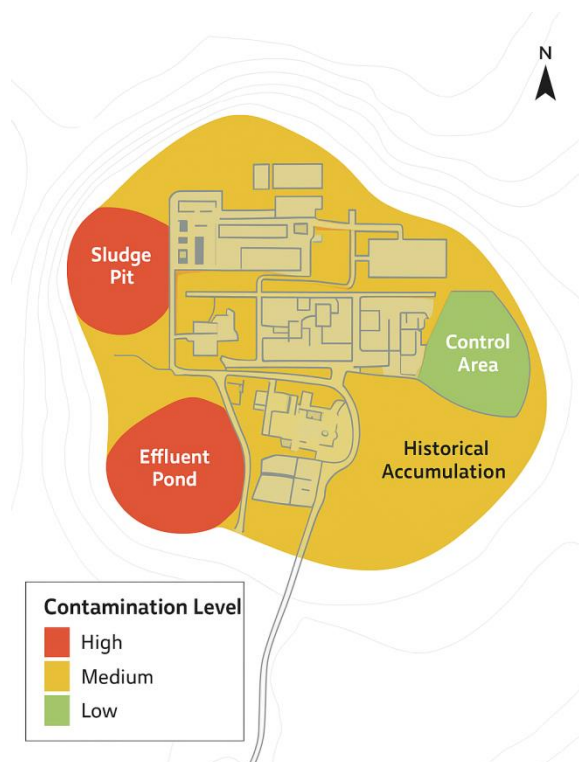 N
Sludge
Pit
Control
Area
Historical
Accumulation
Effluent
Pond
Contamination Level
High
Medium
Low